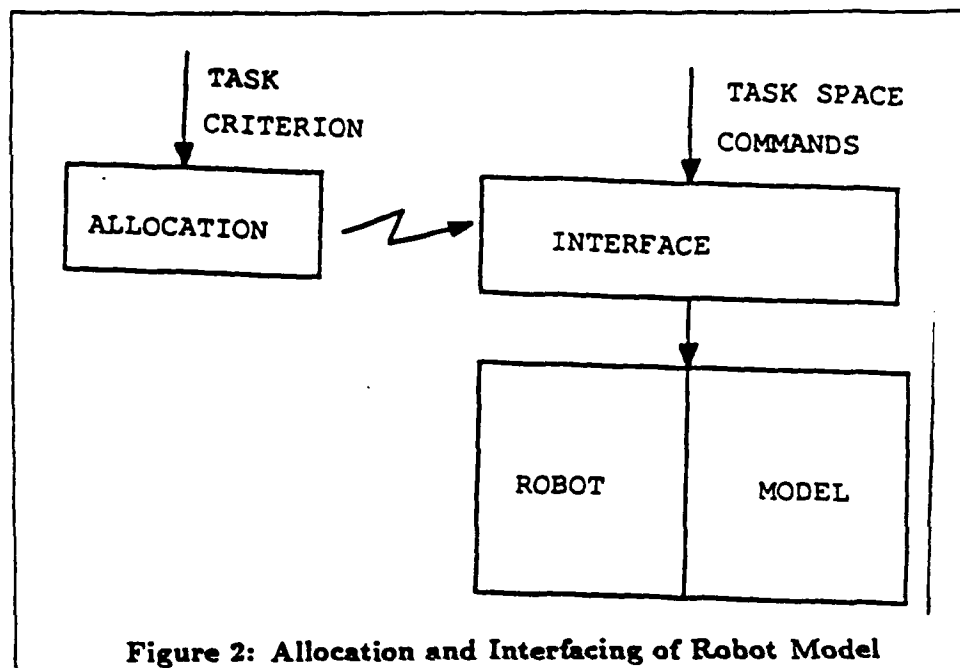 TASK
CRITERION
TASK SPACE
COMMANDS
ALLOCATION
INTERFACE
ROBOT
MODEL
Figure 2: Allocation and Interfacing of Robot Model